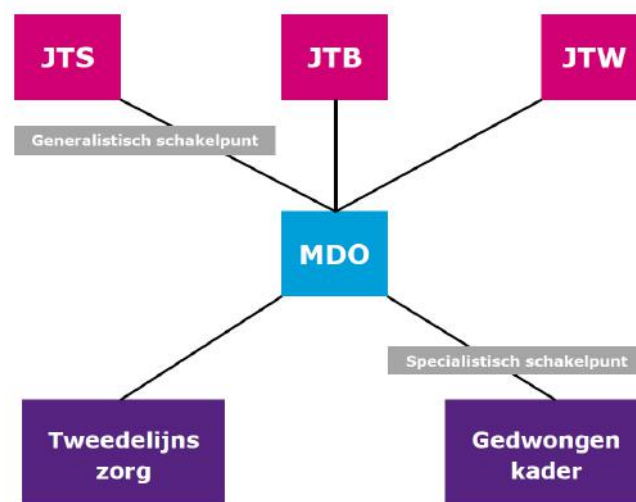 JTS
JTB
JTW
Generalistisch schakelpunt
MDO
Specialistisch schakelpunt
Tweedelijns
zorg
Gedwongen
kader